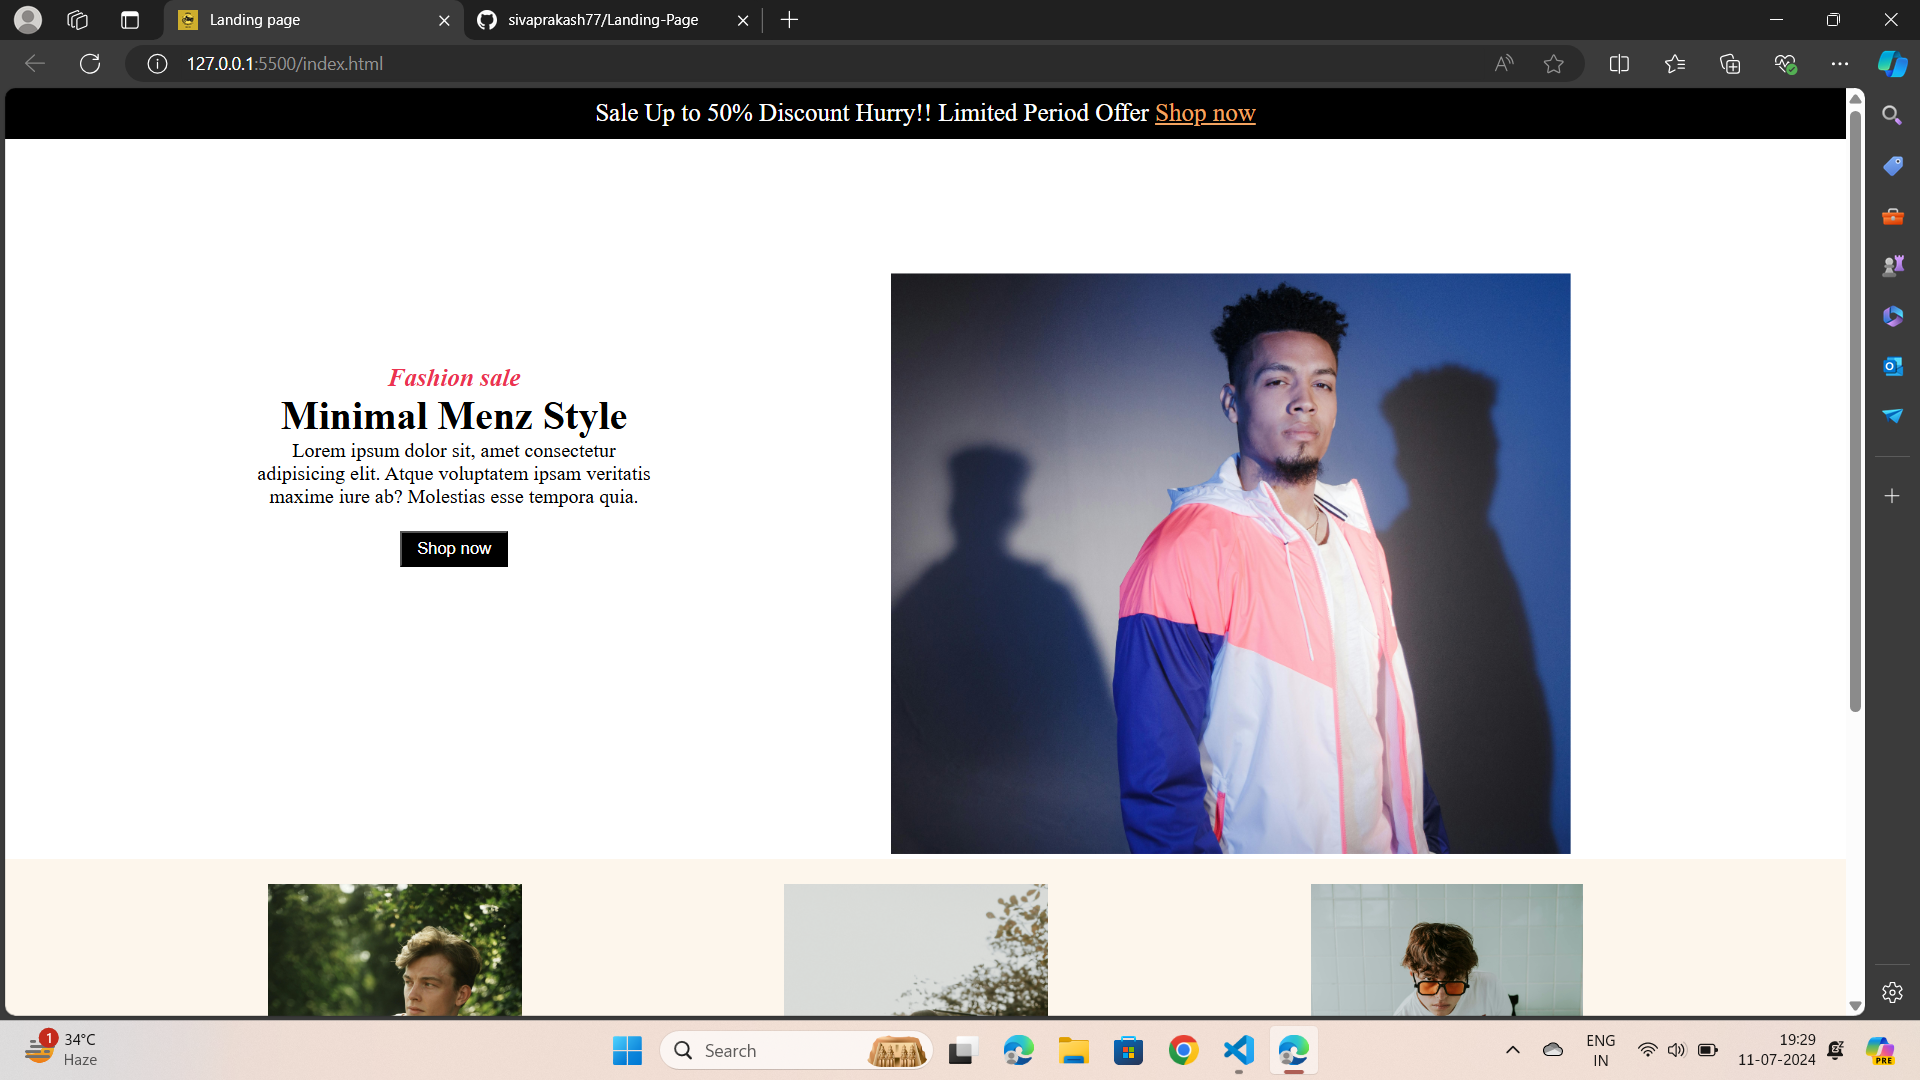 Landing page
sivaprakash77/Landing-Page
127.0.0.1:5500/index.html
Sale Up to 50% Discount Hurry!! Limited Period Offer Shop now
Fashion sale
Minimal Menz Style
Lorem ipsum dolor sit, amet consectetur
adipisicing elit. Atque voluptatem ipsam veritatis
maxime iure ab? Molestias esse tempora quia.
Shop now
1
34°C
Haze
Search
ENG
IN
19:29
11-07-2024
PRE